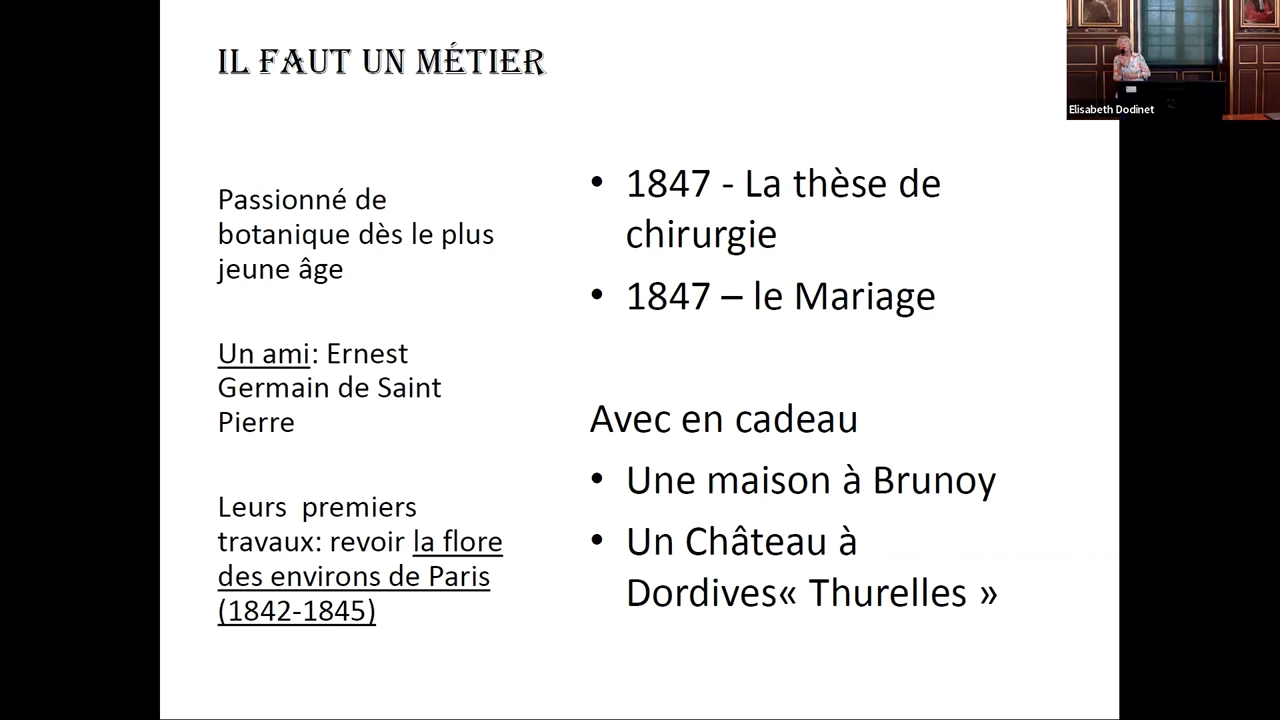 IL FAUT UN MÉTIER
Passionné de
botanique dès le plus
jeune âge
Un ami: Ernest
Germain de Saint
Pierre
Leurs premiers
travaux: revoir la flore
des environs de Paris
(1842-1845)
• 1847 - La thèse de
chirurgie
• 1847 – le Mariage
Avec en cadeau
• Une maison à Brunoy
• Un Château à
Dordives« Thurelles »
Elisabeth Dodinet